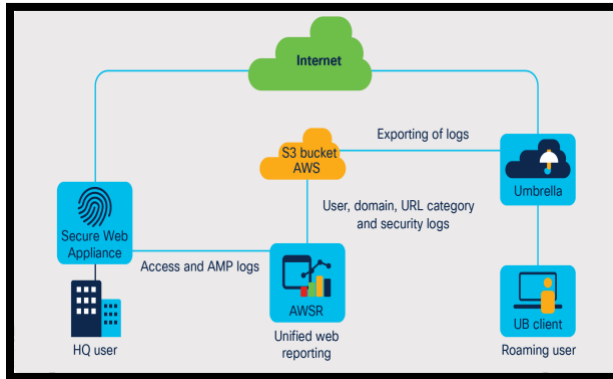 Internet
Exporting of logs
S3 bucket
AWS
Umbrella
User, domain, URL category
and security logs
Secure Web
Appliance
Access and AMP logs
AWSR
UB client
HQ user
Unified web
reporting
Roaming user